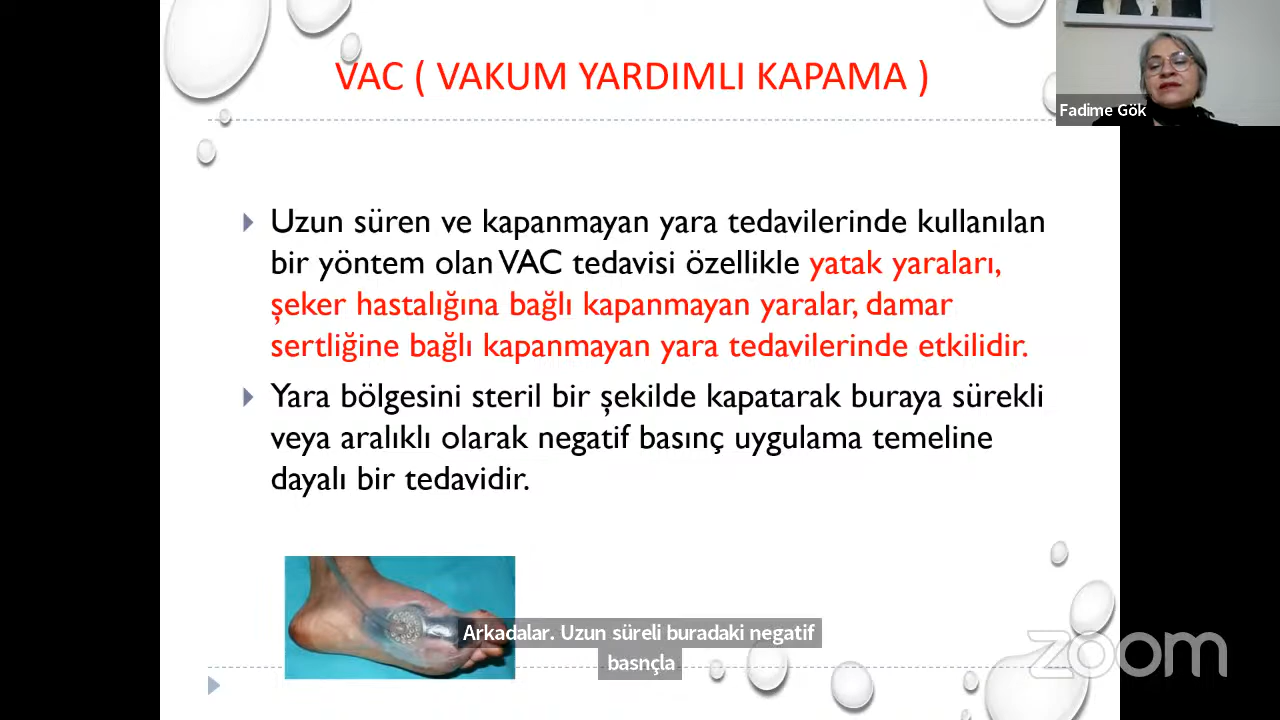 VAC ( VAKUM YARDIMLI KAPAMA )
Fadime Gök
Uzun süren ve kapanmayan yara tedavilerinde kullanılan
bir yöntem olan VAC tedavisi özellikle yatak yaraları,
şeker hastalığına bağlı kapanmayan yaralar, damar
sertliğine bağlı kapanmayan yara tedavilerinde etkilidir.
Yara bölgesini steril bir şekilde kapatarak buraya sürekli
veya aralıklı olarak negatif basınç uygulama temeline
dayalı bir tedavidir.
Arkadalar. Uzun süreli buradaki negatif
basnçla
zoom